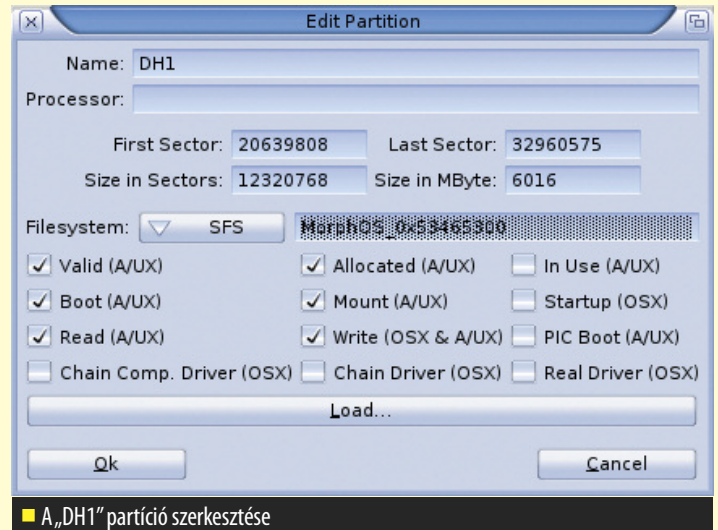 Edit Partition
Name: DH1
Processor:
First Sector: 20639808 Last Sector: 32960575
Size in Sectors: 12320768 Size in MByte: 6016
Filesystem: SFS MorphOS_0x53465300
Valid (A/UX) Allocated (A/UX) In Use (A/UX)
Boot (A/UX) Mount (A/UX) Startup (OSX)
Read (A/UX) Write (OSX & A/UX) PIC Boot (A/UX)
Chain Comp. Driver (OSX) Chain Driver (OSX) Real Driver (OSX)
Load...
Ok Cancel
A „DH1” partíció szerkesztése